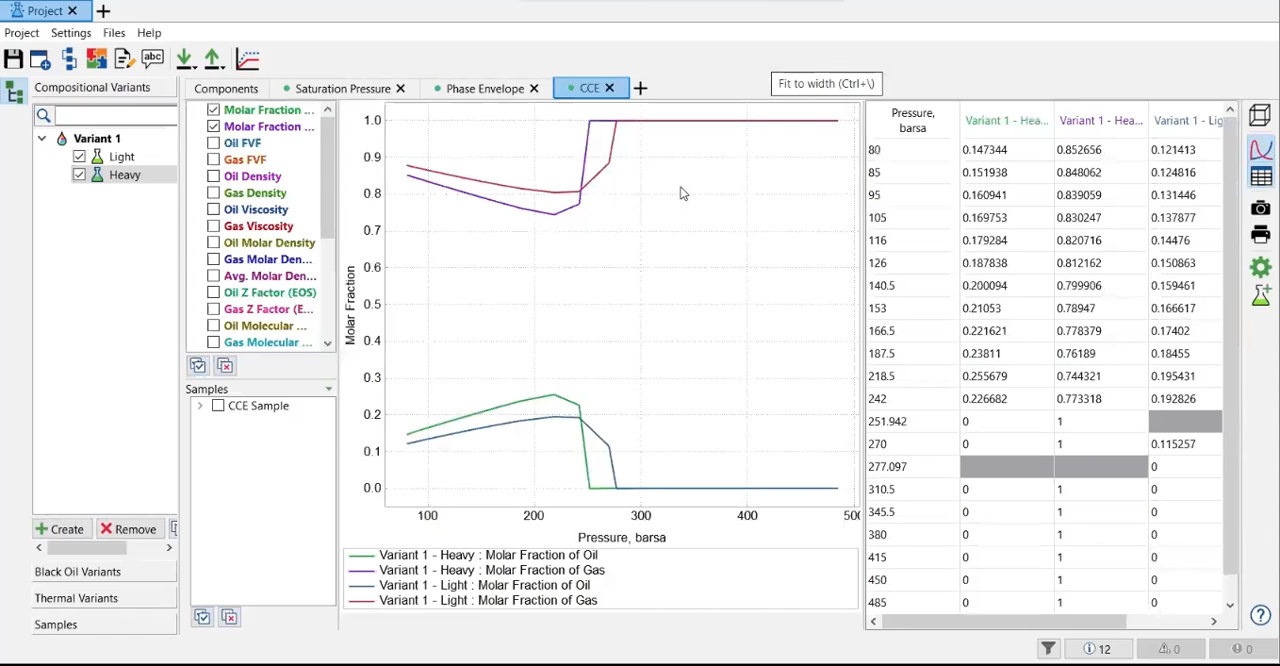 Project
Project Settings Files Help
abc
Compositional Variants
Components Saturation Pressure Phase Envelope CCE
Fit to width (Ctrl+\)
Variant 1
Light
Heavy
Create Remove
Black Oil Variants
Thermal Variants
Samples
Molar Fraction ...
Molar Fraction ...
Oil FVF
Gas FVF
Oil Density
Gas Density
Oil Viscosity
Gas Viscosity
Oil Molar Density
Gas Molar Den...
Avg. Molar Den...
Oil Z Factor (EOS)
Gas Z Factor (E...
Oil Molecular ...
Gas Molecular ...
Samples
CCE Sample
Molar Fraction
1.0
0.9
0.8
0.7
0.6
0.5
0.4
0.3
0.2
0.1
0.0
100 200 300 400 500
Pressure, barsa
Variant 1 - Heavy : Molar Fraction of Oil
Variant 1 - Heavy : Molar Fraction of Gas
Variant 1 - Light : Molar Fraction of Oil
Variant 1 - Light : Molar Fraction of Gas
Pressure, barsa Variant 1 - Hea... Variant 1 - Hea... Variant 1 - Lig
80 0.147344 0.852656 0.121413
85 0.151938 0.848062 0.124816
95 0.160941 0.839059 0.131446
105 0.169753 0.830247 0.137877
116 0.179284 0.820716 0.14476
126 0.187838 0.812162 0.150863
140.5 0.200094 0.799906 0.159461
153 0.21053 0.78947 0.166617
166.5 0.221621 0.778379 0.17402
187.5 0.23811 0.76189 0.18455
218.5 0.255679 0.744321 0.195431
242 0.226682 0.773318 0.192826
251.942 0 1
270 0 1 0.115257
277.097 0
310.5 0 1 0
345.5 0 1 0
380 0 1 0
415 0 1 0
450 0 1 0
485 0 1 0
12 0 0